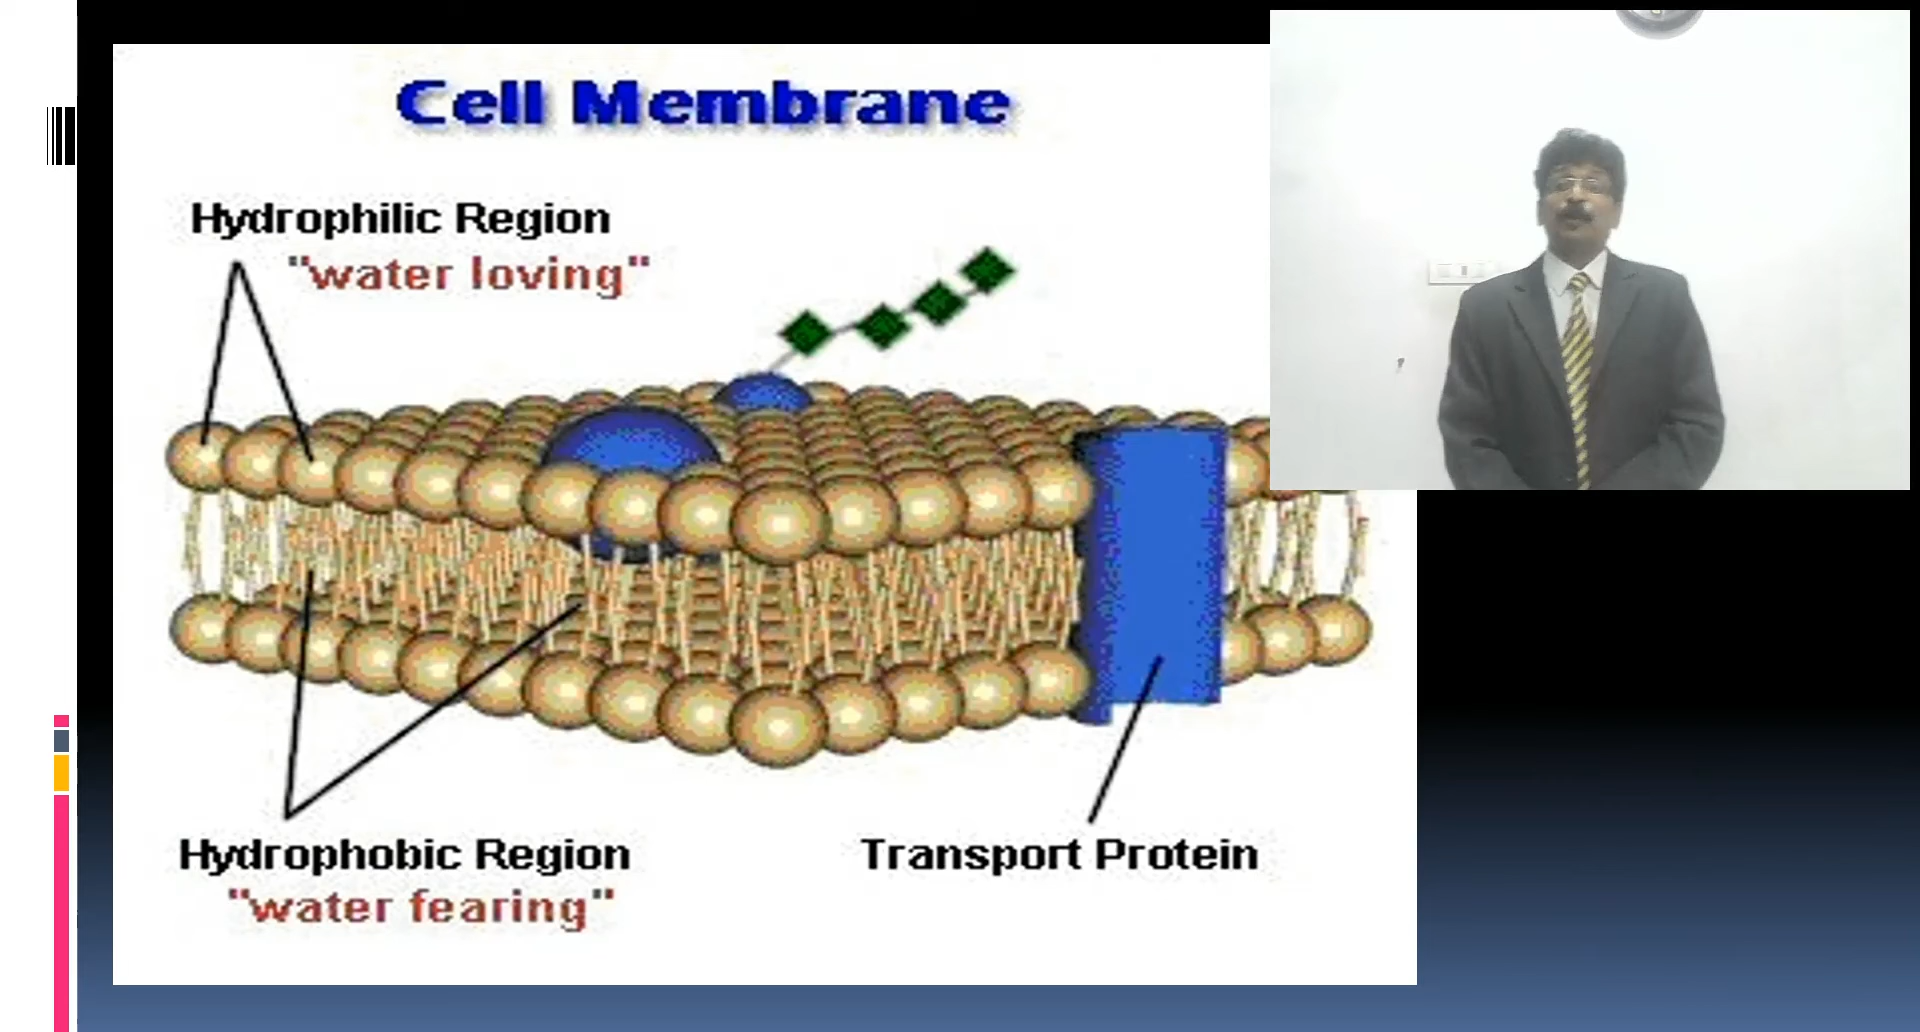 Cell Membrane
Hydrophilic Region
"water loving"
Hydrophobic Region
"water fearing"
Transport Protein